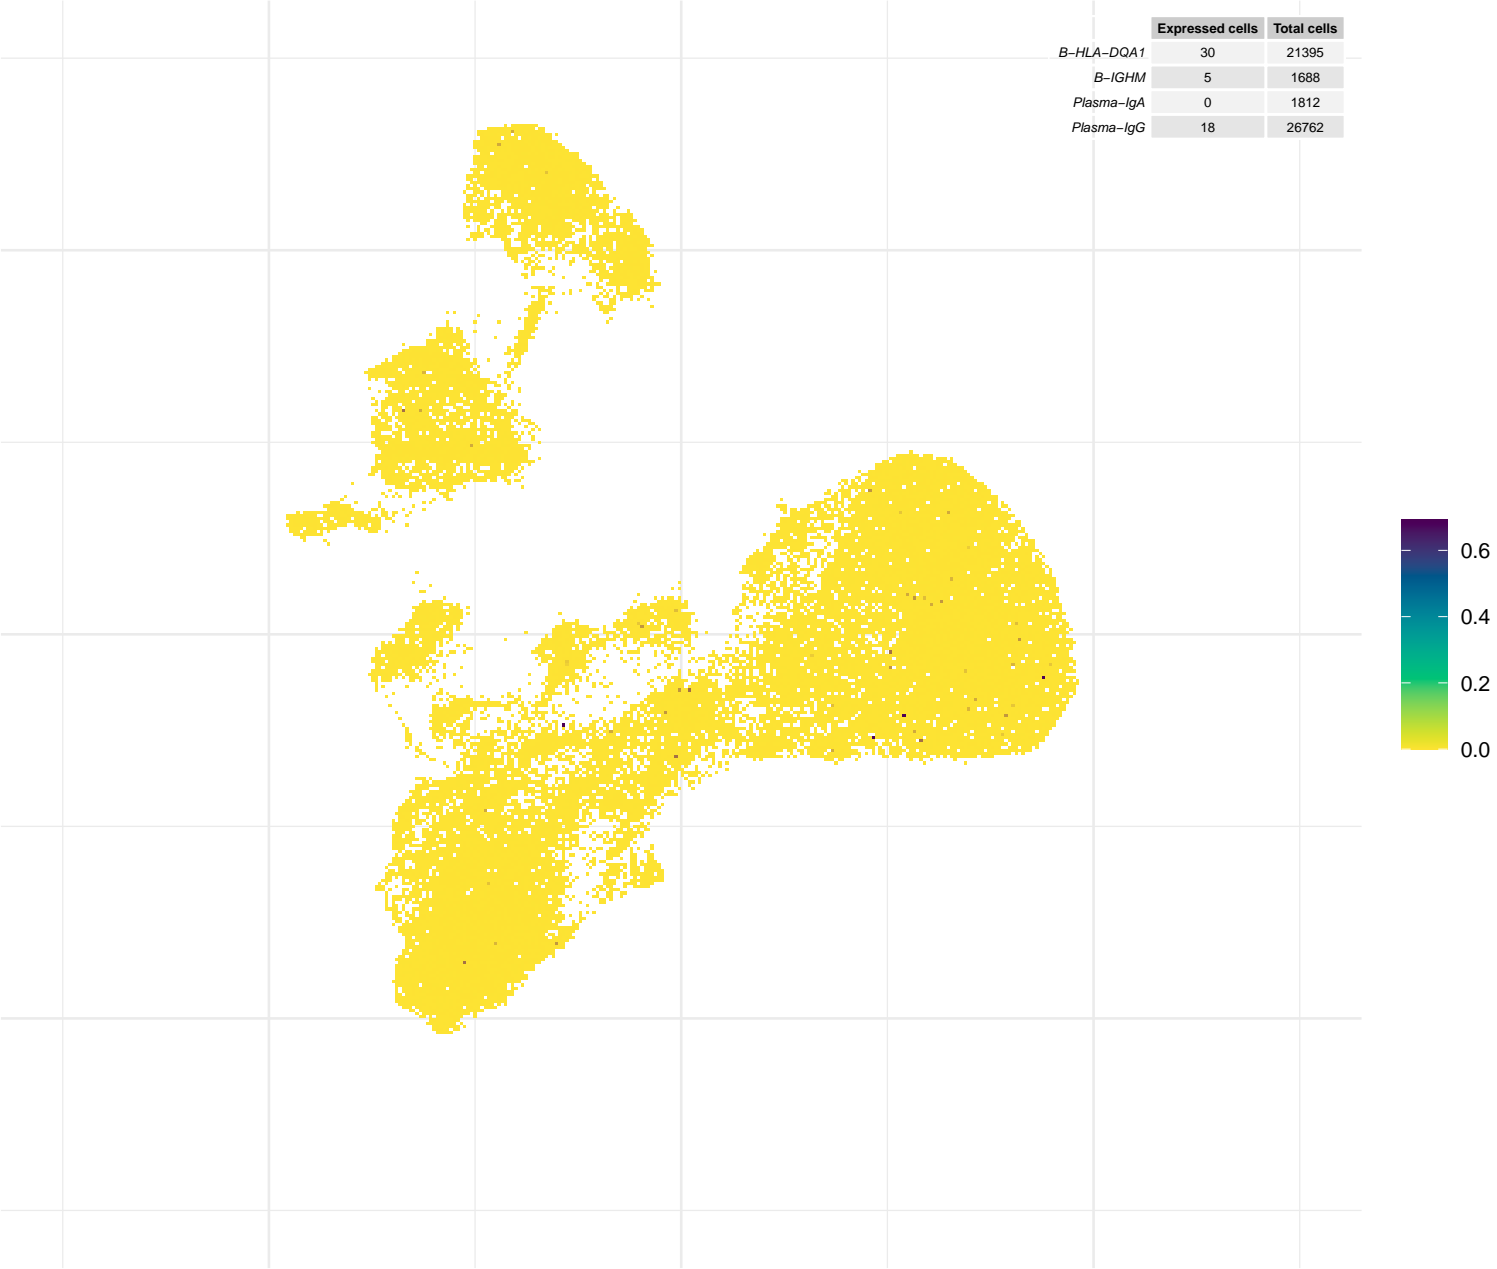 Expressed cells Total cells
B−HLA−DQA1 30 21395
B−IGHM 5 1688
Plasma−IgA 0 1812
Plasma−IgG 18 26762
0.6
0.4
0.2
0.0